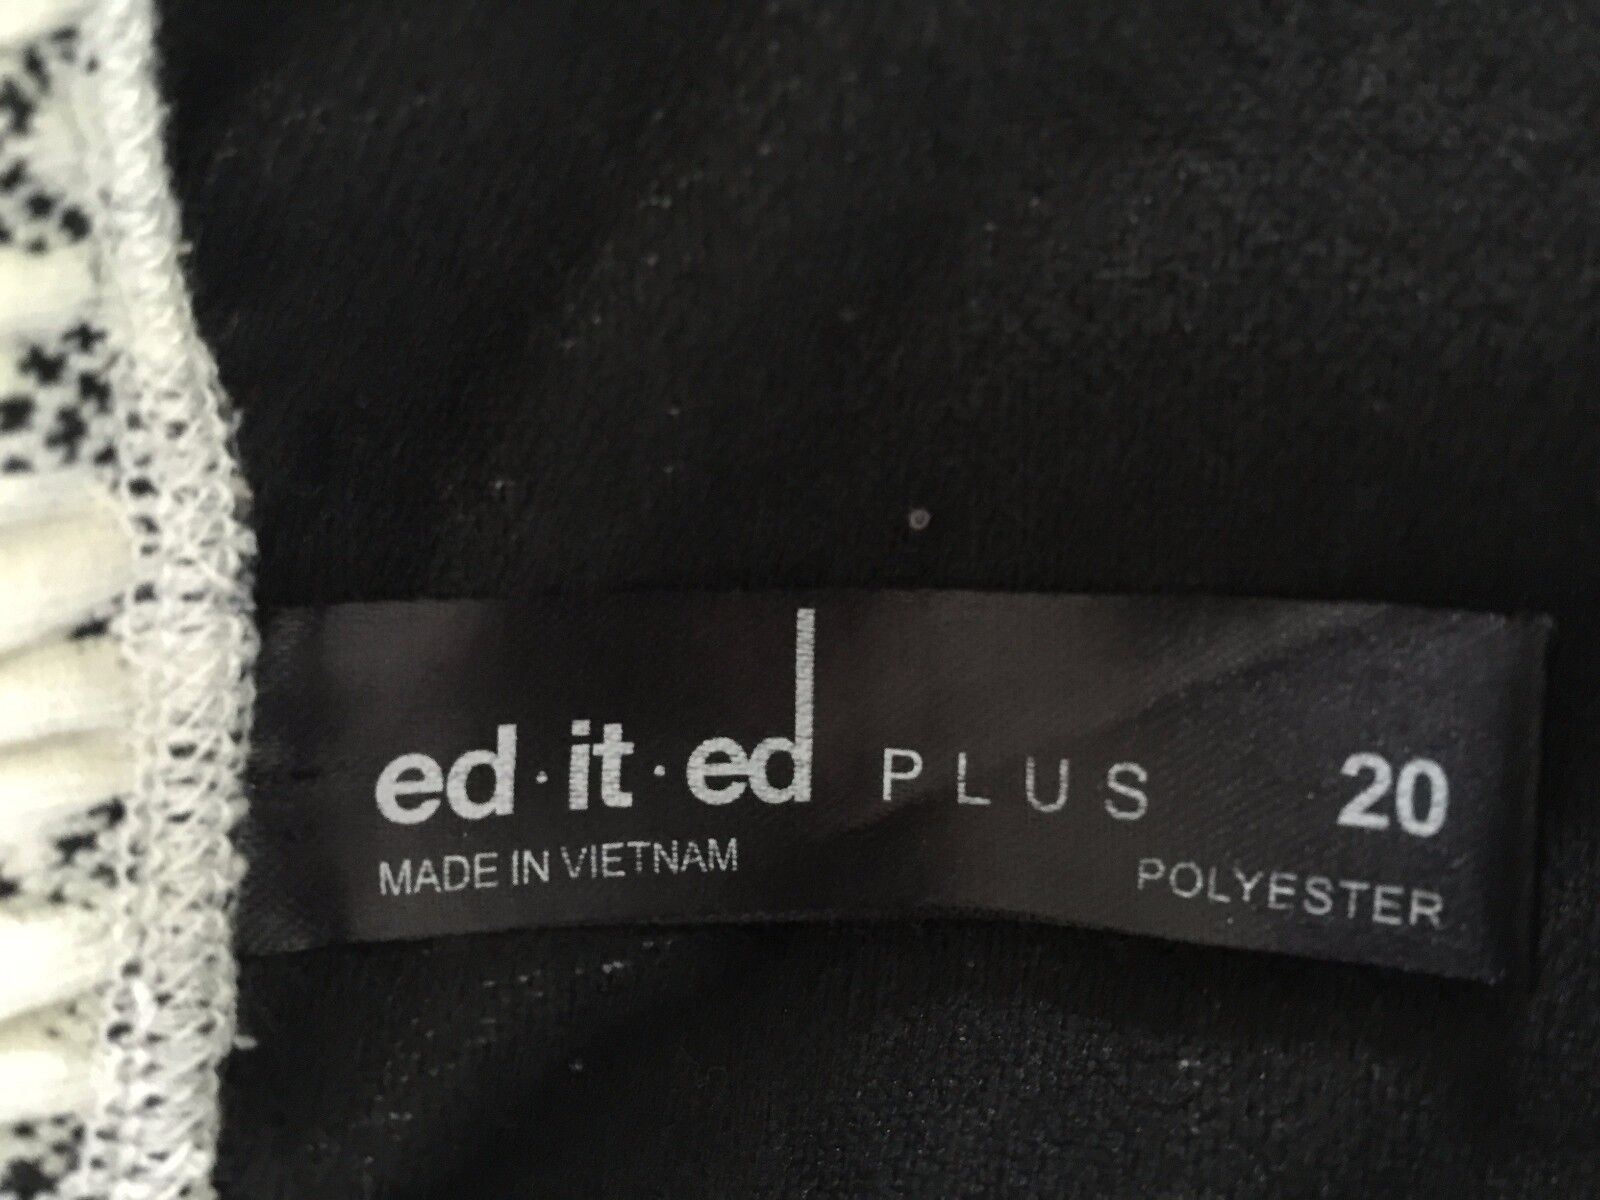 ed·it·ed PLUS 20
MADE IN VIETNAM POLYESTER